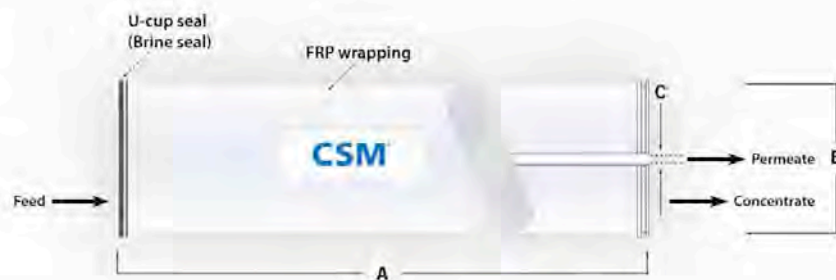 U-cup seal
(Brine seal)
FRP wrapping
C
CSM
Permeate
B
Feed
Concentrate
A